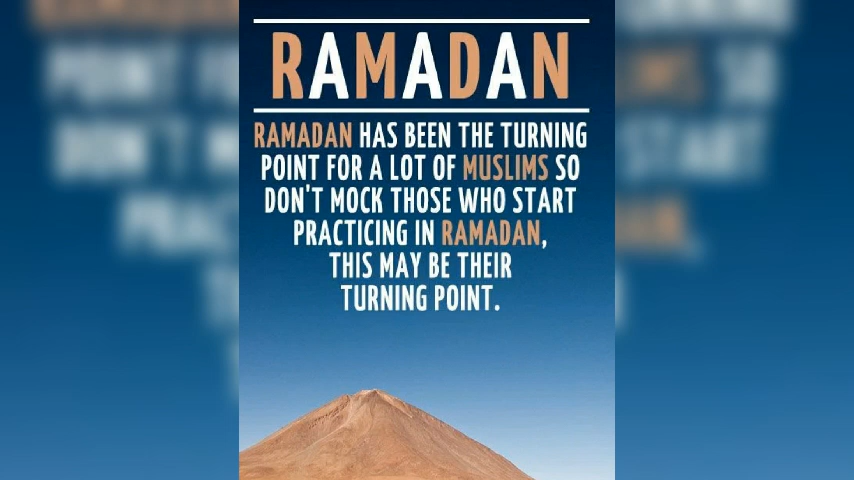 RAMADAN
RAMADAN HAS BEEN THE TURNING
POINT FOR A LOT OF MUSLIMS SO
DON'T MOCK THOSE WHO START
PRACTICING IN RAMADAN,
THIS MAY BE THEIR
TURNING POINT.